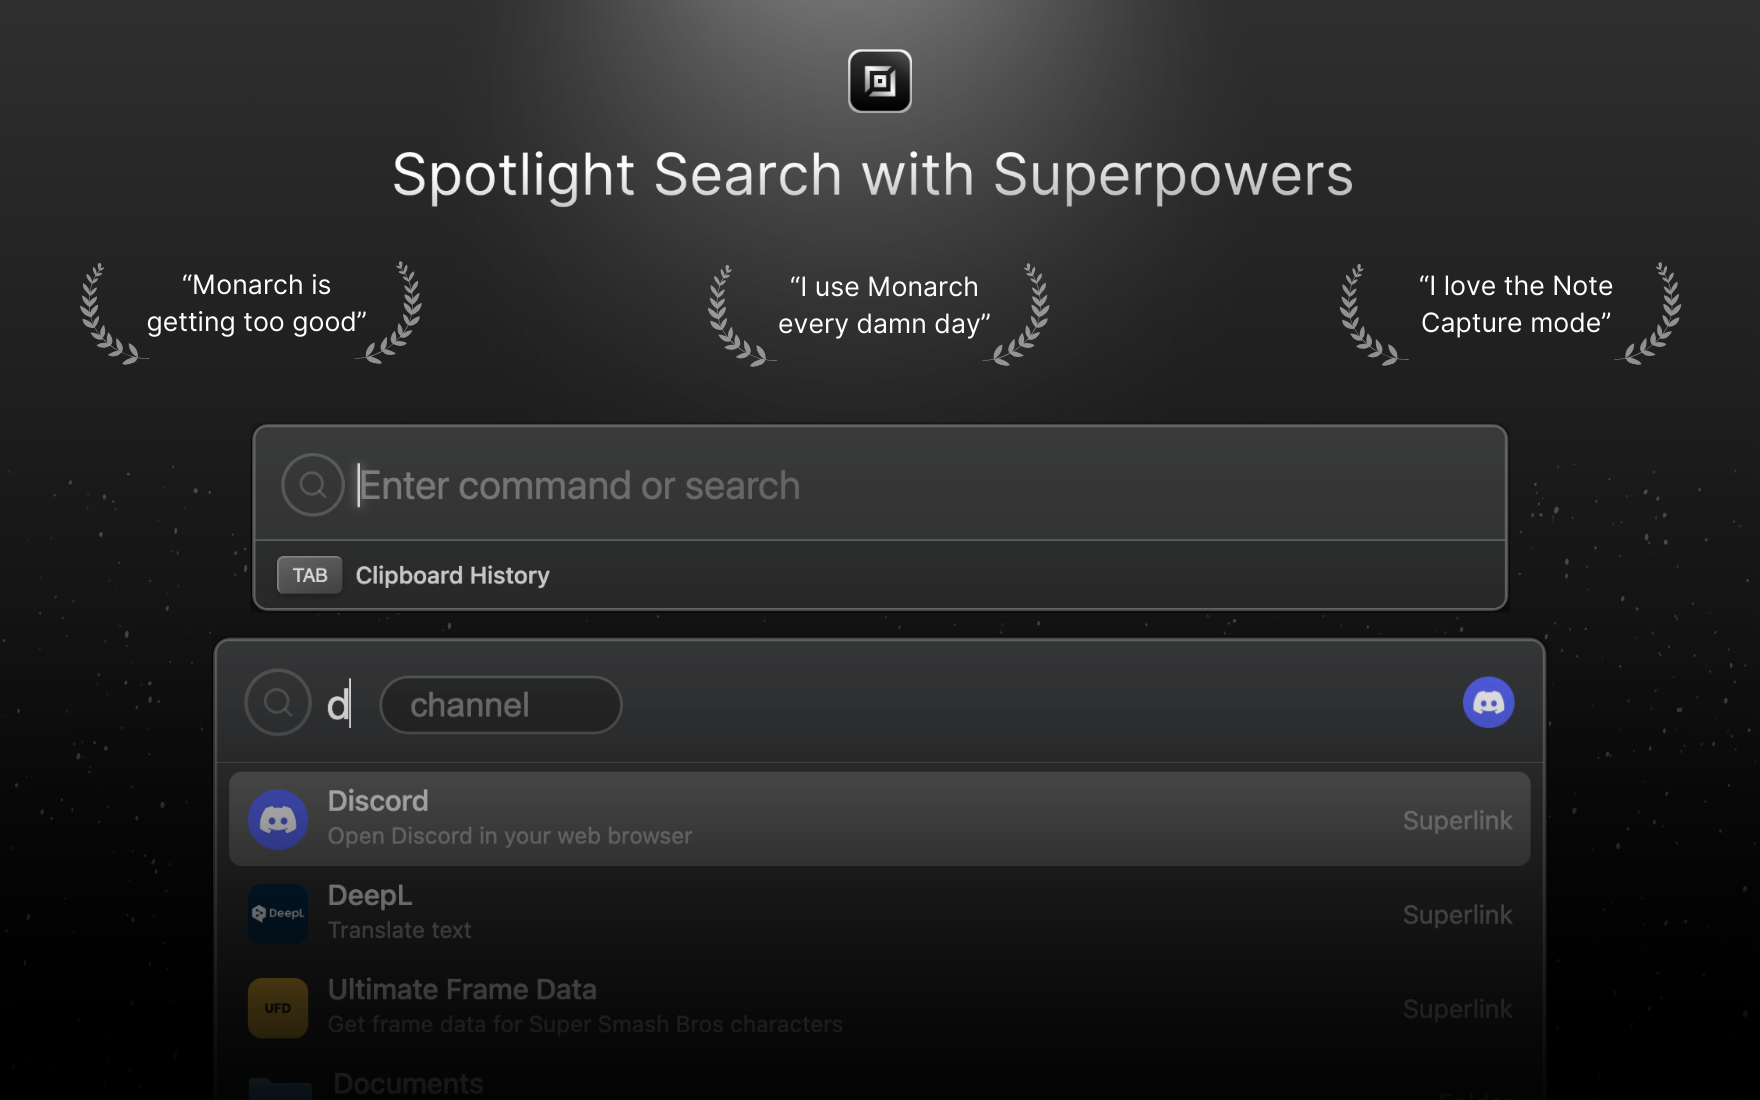 Spotlight Search with Superpowers
“Monarch is
getting too good”
“I use Monarch
every damn day”
“I love the Note
Capture mode”
Enter command or search
TAB Clipboard History
d channel
Discord
Open Discord in your web browser
Superlink
DeepL
DeepL
Translate text
Superlink
UFD
Ultimate Frame Data
Get frame data for Super Smash Bros characters
Superlink
Documents